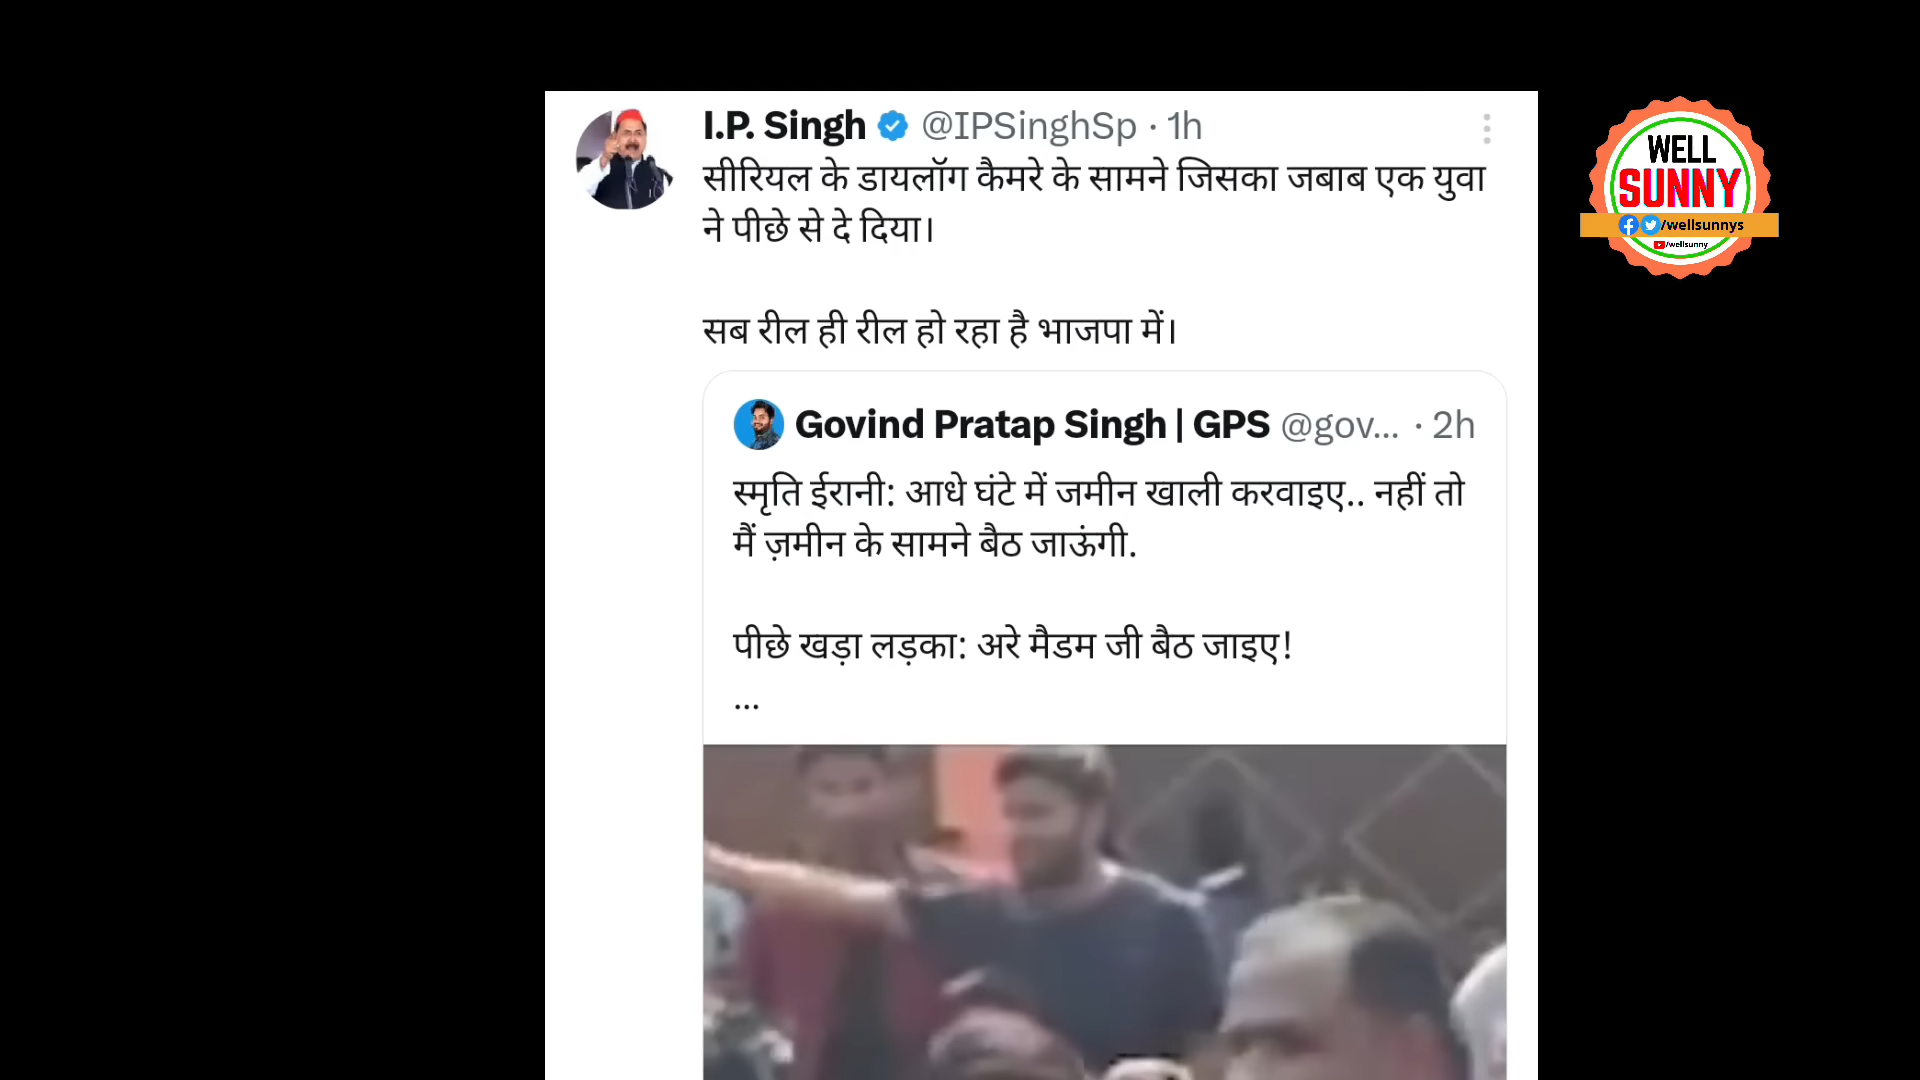 I.P. Singh @IPSinghSp · 1h
सीरियल के डायलॉग कैमरे के सामने जिसका जबाब एक युवा
ने पीछे से दे दिया।
सब रील ही रील हो रहा है भाजपा में।
Govind Pratap Singh | GPS @gov... · 2h
स्मृति ईरानी: आधे घंटे में जमीन खाली करवाइए.. नहीं तो
मैं ज़मीन के सामने बैठ जाऊंगी.
पीछे खड़ा लड़का: अरे मैडम जी बैठ जाइए!
...
WELL
SUNNY
/wellsunnys
/wellsunny